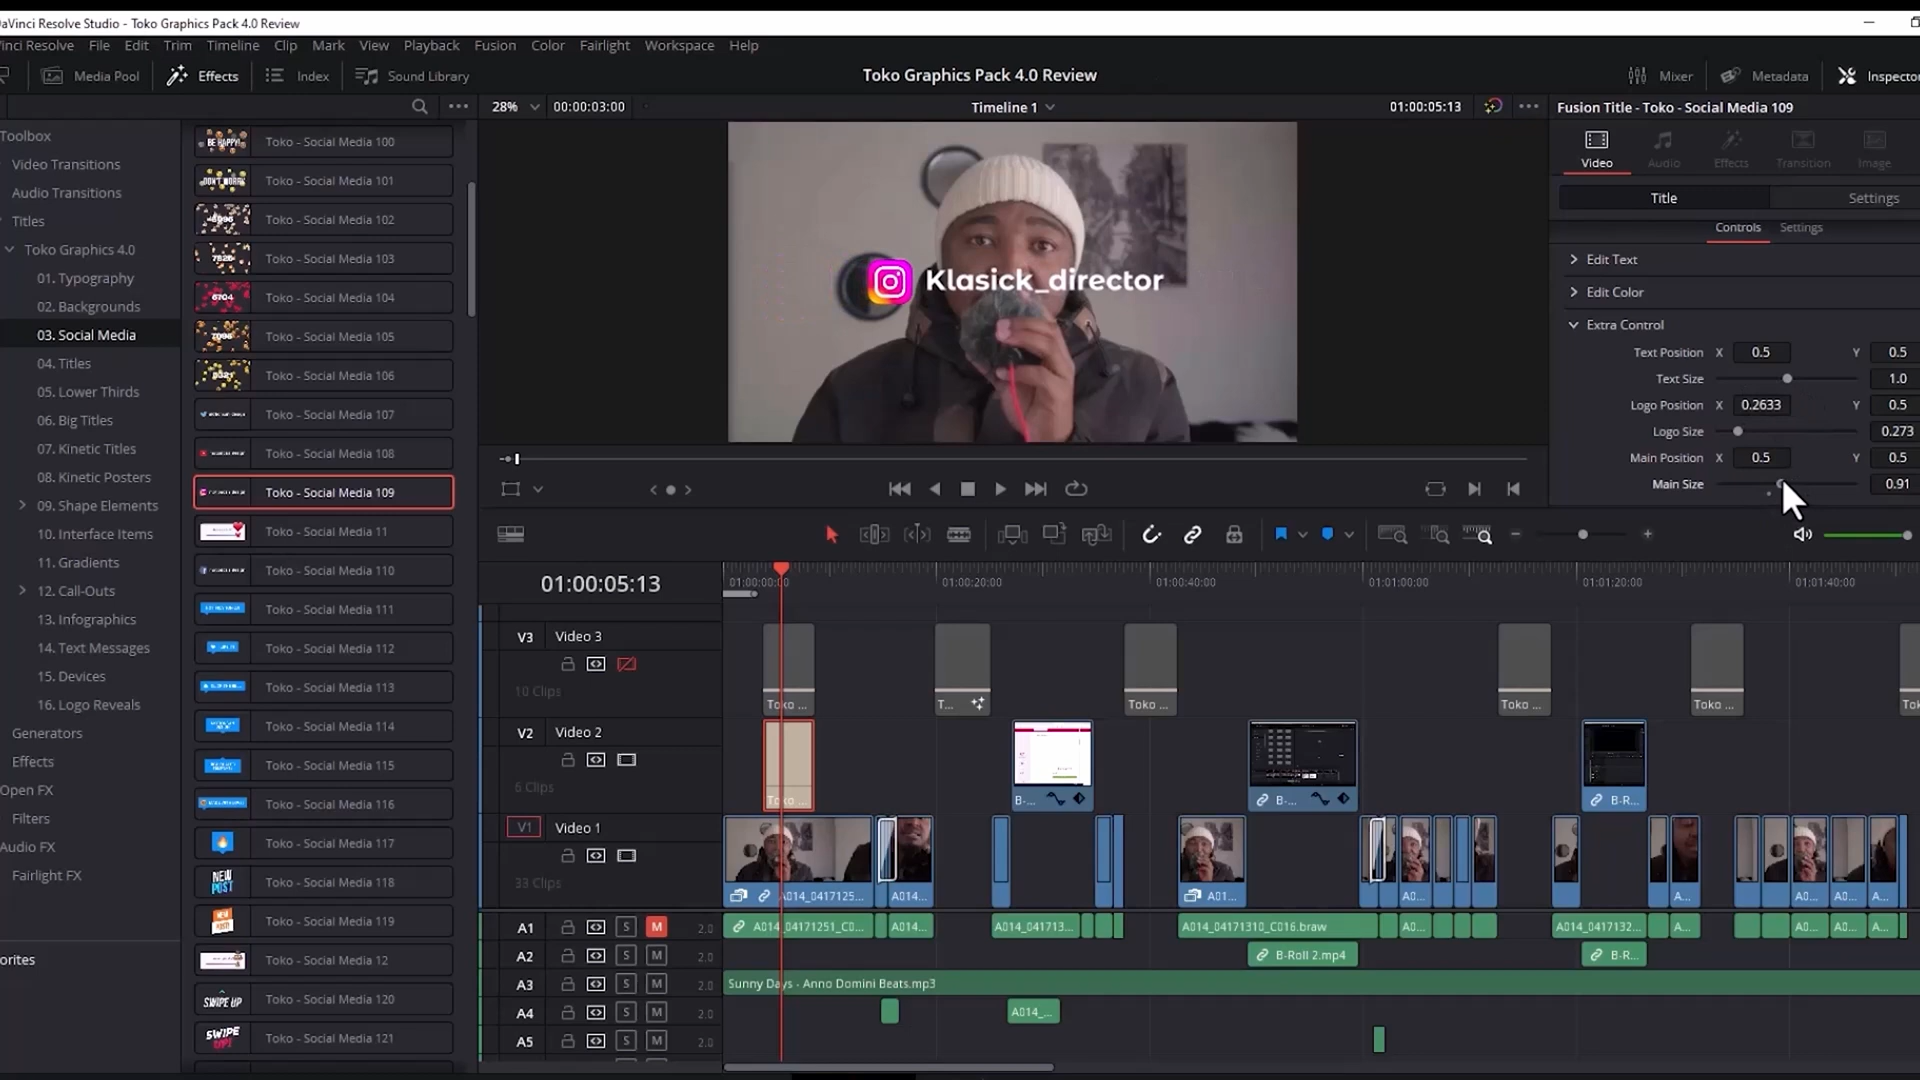 DaVinci Resolve Studio - Toko Graphics Pack 4.0 Review
Vinci Resolve File Edit Trim Timeline Clip Mark View Playback Fusion Color Fairlight Workspace Help
Media Pool Effects Index Sound Library
Toko Graphics Pack 4.0 Review
Mixer Metadata Inspector
28% 00:00:03:00 Timeline 1 01:00:05:13
Fusion Title - Toko - Social Media 109
Toolbox
Video Transitions
Audio Transitions
Titles
Toko Graphics 4.0
01. Typography
02. Backgrounds
03. Social Media
04. Titles
05. Lower Thirds
06. Big Titles
07. Kinetic Titles
08. Kinetic Posters
09. Shape Elements
10. Interface Items
11. Gradients
12. Call-Outs
13. Infographics
14. Text Messages
15. Devices
16. Logo Reveals
Generators
Effects
Open FX
Filters
Audio FX
Fairlight FX
orites
BE HAPPY! Toko - Social Media 100
Toko - Social Media 101
Toko - Social Media 102
Toko - Social Media 103
6704 Toko - Social Media 104
Toko - Social Media 105
Toko - Social Media 106
Toko - Social Media 107
Toko - Social Media 108
Toko - Social Media 109
Toko - Social Media 11
Toko - Social Media 110
Toko - Social Media 111
Toko - Social Media 112
Toko - Social Media 113
Toko - Social Media 114
Toko - Social Media 115
Toko - Social Media 116
Toko - Social Media 117
NEW POST Toko - Social Media 118
Toko - Social Media 119
Toko - Social Media 12
SWIPE UP Toko - Social Media 120
SWIPE UP! Toko - Social Media 121
Klasick_director
Video Audio Effects Transition Image
Title Settings
Controls Settings
Edit Text
Edit Color
Extra Control
Text Position X 0.5 Y 0.5
Text Size 1.0
Logo Position X 0.2633 Y 0.5
Logo Size 0.273
Main Position X 0.5 Y 0.5
Main Size 0.91
01:00:05:13
01:00:00:00 01:00:20:00 01:00:40:00 01:01:00:00 01:01:20:00 01:01:40:00
V3 Video 3
10 Clips
Toko ... T... Toko ... Toko ... Toko ... Tok
V2 Video 2
6 Clips
Toko ... B-... B-... B-R...
V1 Video 1
33 Clips
A014_0417125... A014... A01... A0... A... A0... A0... A...
A1 S M 2.0 A014_04171251_C0... A014... A014_041713... A014_04171310_C016.braw A0... A014_0417132... A... A0... A0... A...
A2 S M 2.0 B-Roll 2.mp4 B-R...
A3 S M 2.0 Sunny Days - Anno Domini Beats.mp3
A4 S M 2.0 A014_...
A5 S M 2.0